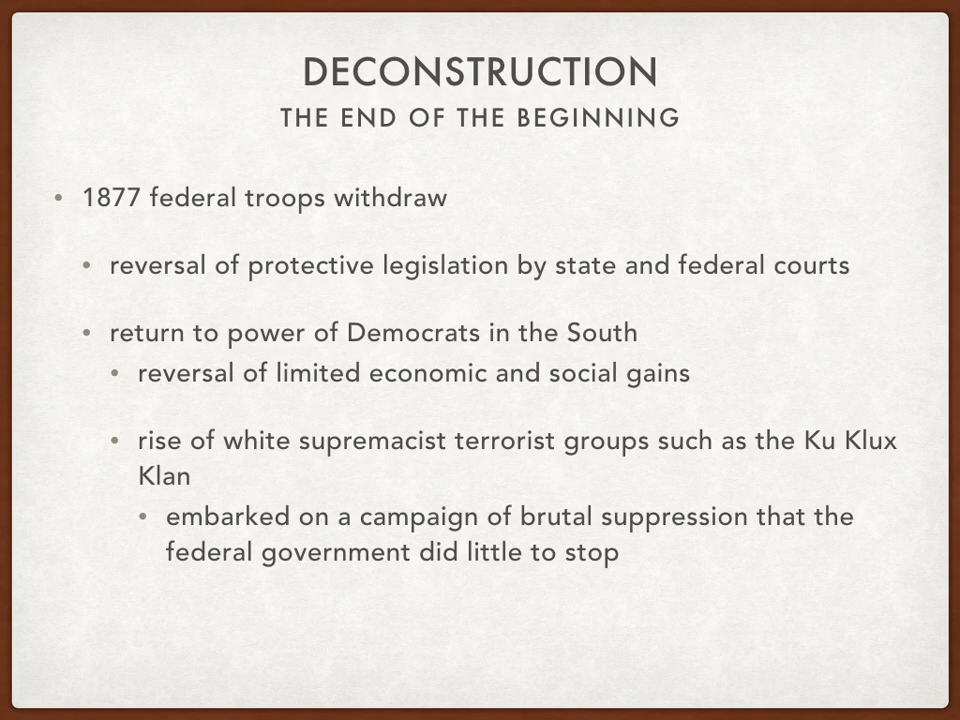 DECONSTRUCTION
THE END OF THE BEGINNING
• 1877 federal troops withdraw
• reversal of protective legislation by state and federal courts
• return to power of Democrats in the South
• reversal of limited economic and social gains
• rise of white supremacist terrorist groups such as the Ku Klux
Klan
• embarked on a campaign of brutal suppression that the
federal government did little to stop